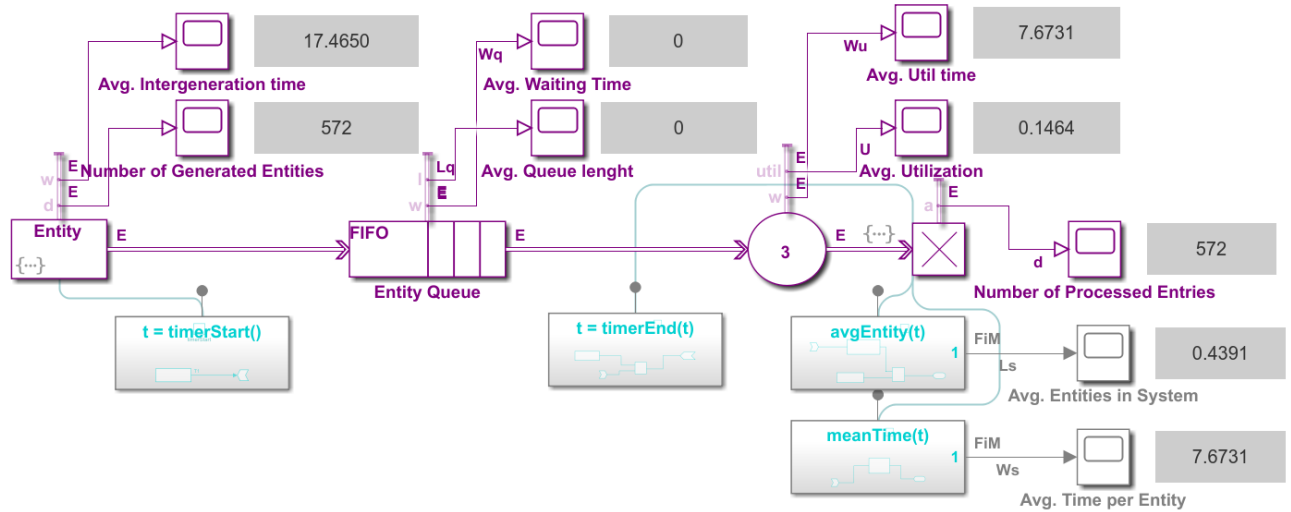 17.4650
Avg. Intergeneration time
572
Number of Generated Entities
E
w
E
d
Entity
{...}
E
t = timerStart()
0
Wq
Avg. Waiting Time
0
Lq
Avg. Queue lenght
l
E
w
FIFO
Entity Queue
E
t = timerEnd(t)
7.6731
Wu
Avg. Util time
0.1464
U
Avg. Utilization
E
util
E
w
3
E
{...}
E
a
d
572
Number of Processed Entries
avgEntity(t)
1
FiM
Ls
0.4391
Avg. Entities in System
meanTime(t)
1
FiM
Ws
7.6731
Avg. Time per Entity